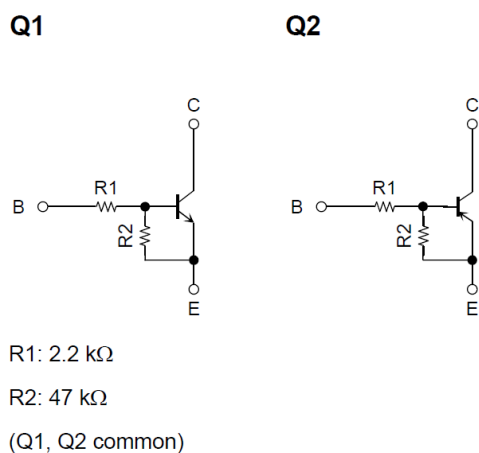 Q1
Q2
C
R1
B
R2
E
C
R1
B
R2
E
R1: 2.2 kΩ
R2: 47 kΩ
(Q1, Q2 common)